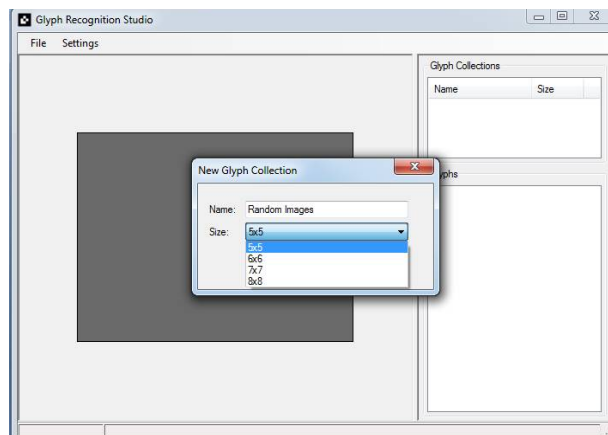 Glyph Recognition Studio
File Settings
Glyph Collections
Name Size
New Glyph Collection
yphs
Name: Random Images
Size: 5x5
5x5
6x6
7x7
8x8